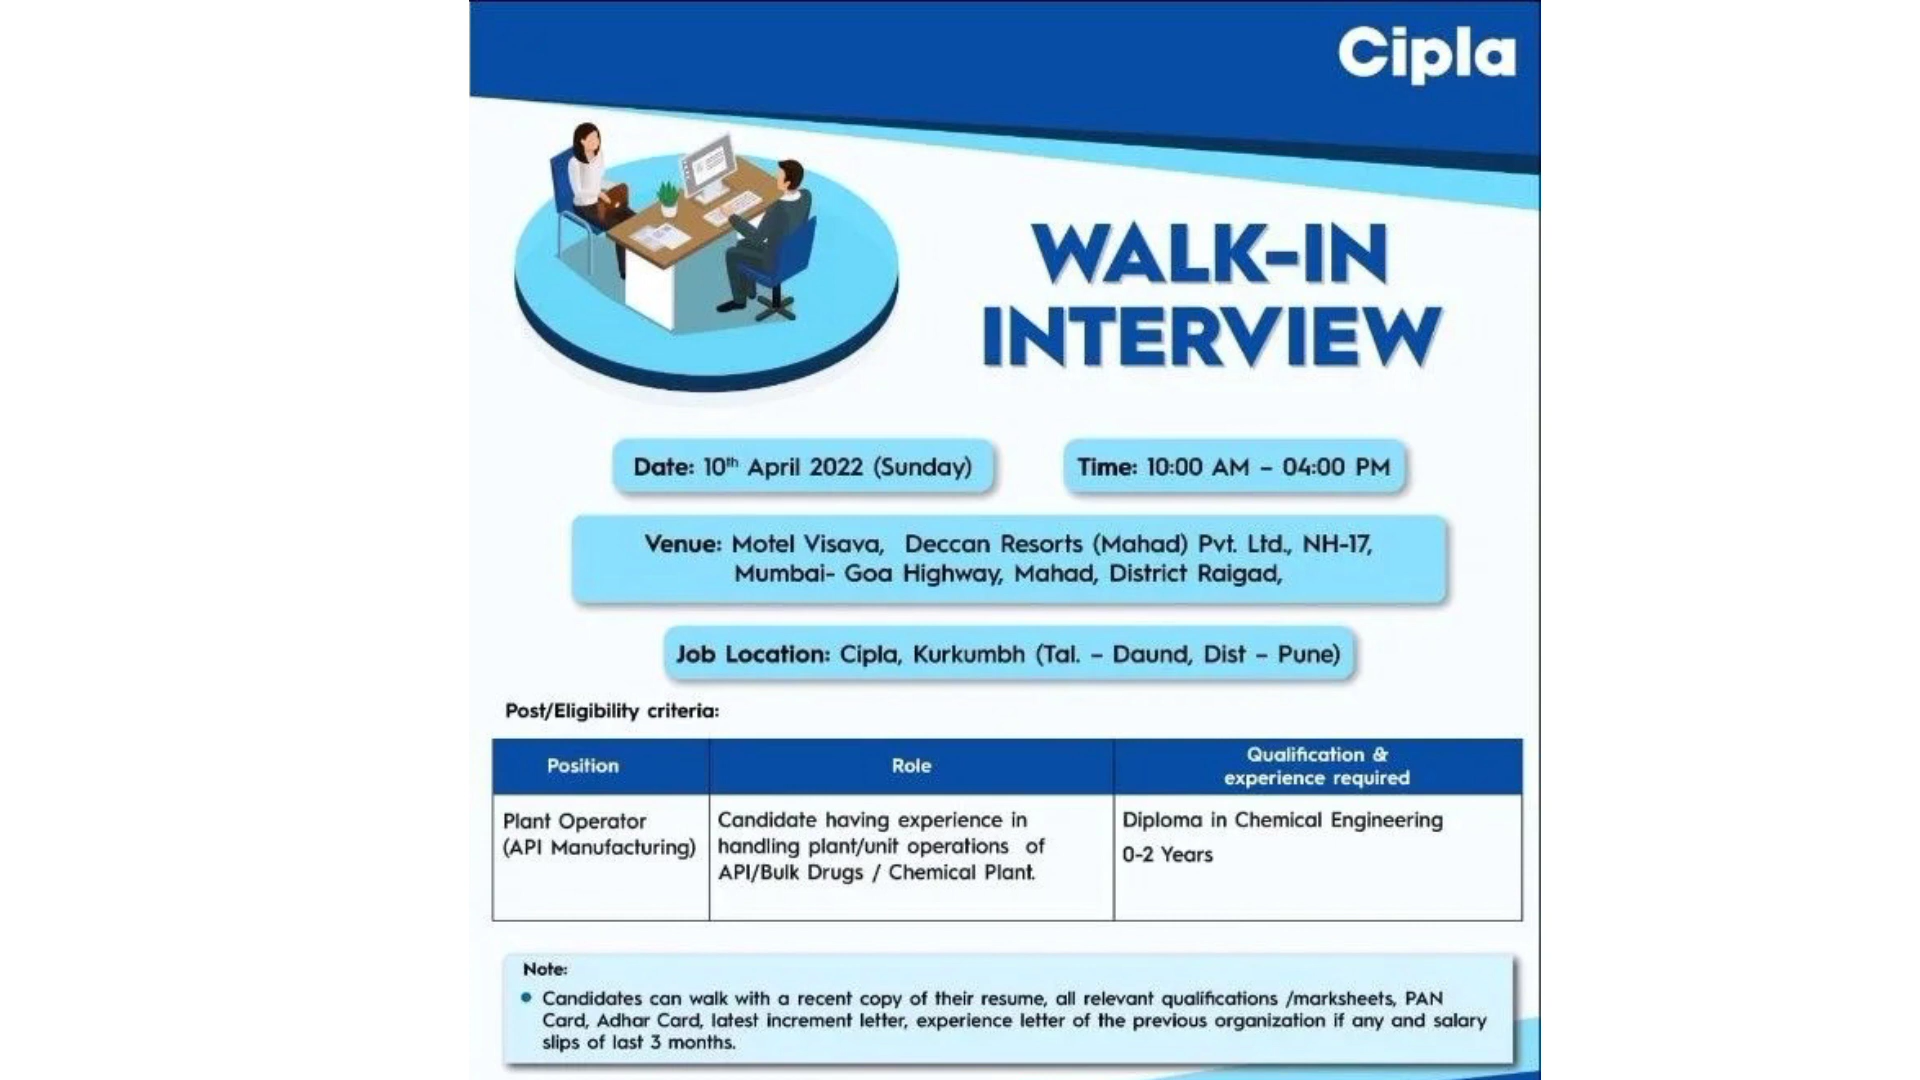 Cipla
WALK-IN
INTERVIEW
Date: 10th April 2022 (Sunday)
Time: 10:00 AM – 04:00 PM
Venue: Motel Visava, Deccan Resorts (Mahad) Pvt. Ltd., NH-17,
Mumbai- Goa Highway, Mahad, District Raigad,
Job Location: Cipla, Kurkumbh (Tal. – Daund, Dist – Pune)
Post/Eligibility criteria:
Position
Role
Qualification &
experience required
Plant Operator
(API Manufacturing)
Candidate having experience in
handling plant/unit operations of
API/Bulk Drugs / Chemical Plant.
Diploma in Chemical Engineering
0-2 Years
Note:
• Candidates can walk with a recent copy of their resume, all relevant qualifications /marksheets, PAN
Card, Adhar Card, latest increment letter, experience letter of the previous organization if any and salary
slips of last 3 months.